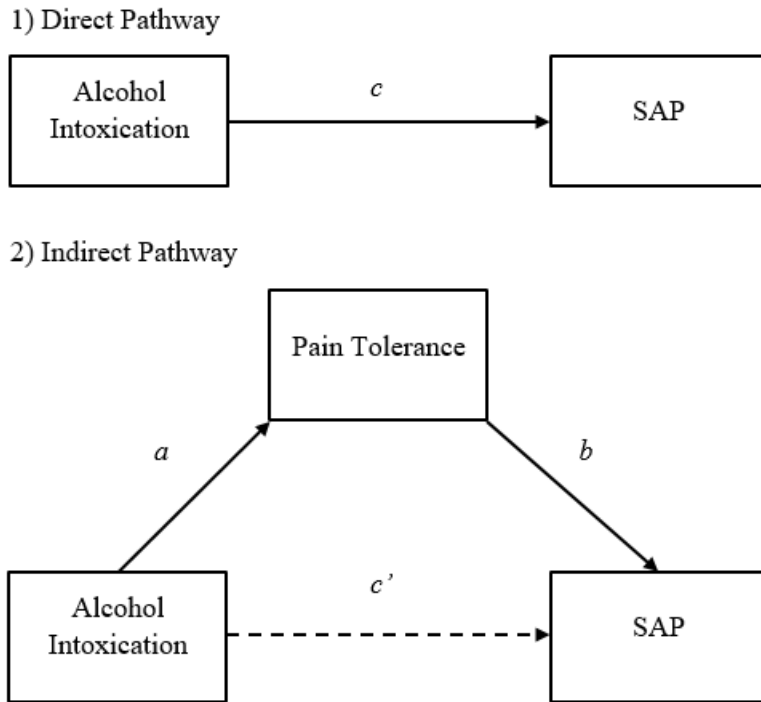 1) Direct Pathway
Alcohol
Intoxication
c
SAP
2) Indirect Pathway
Pain Tolerance
a
b
Alcohol
Intoxication
c’
SAP